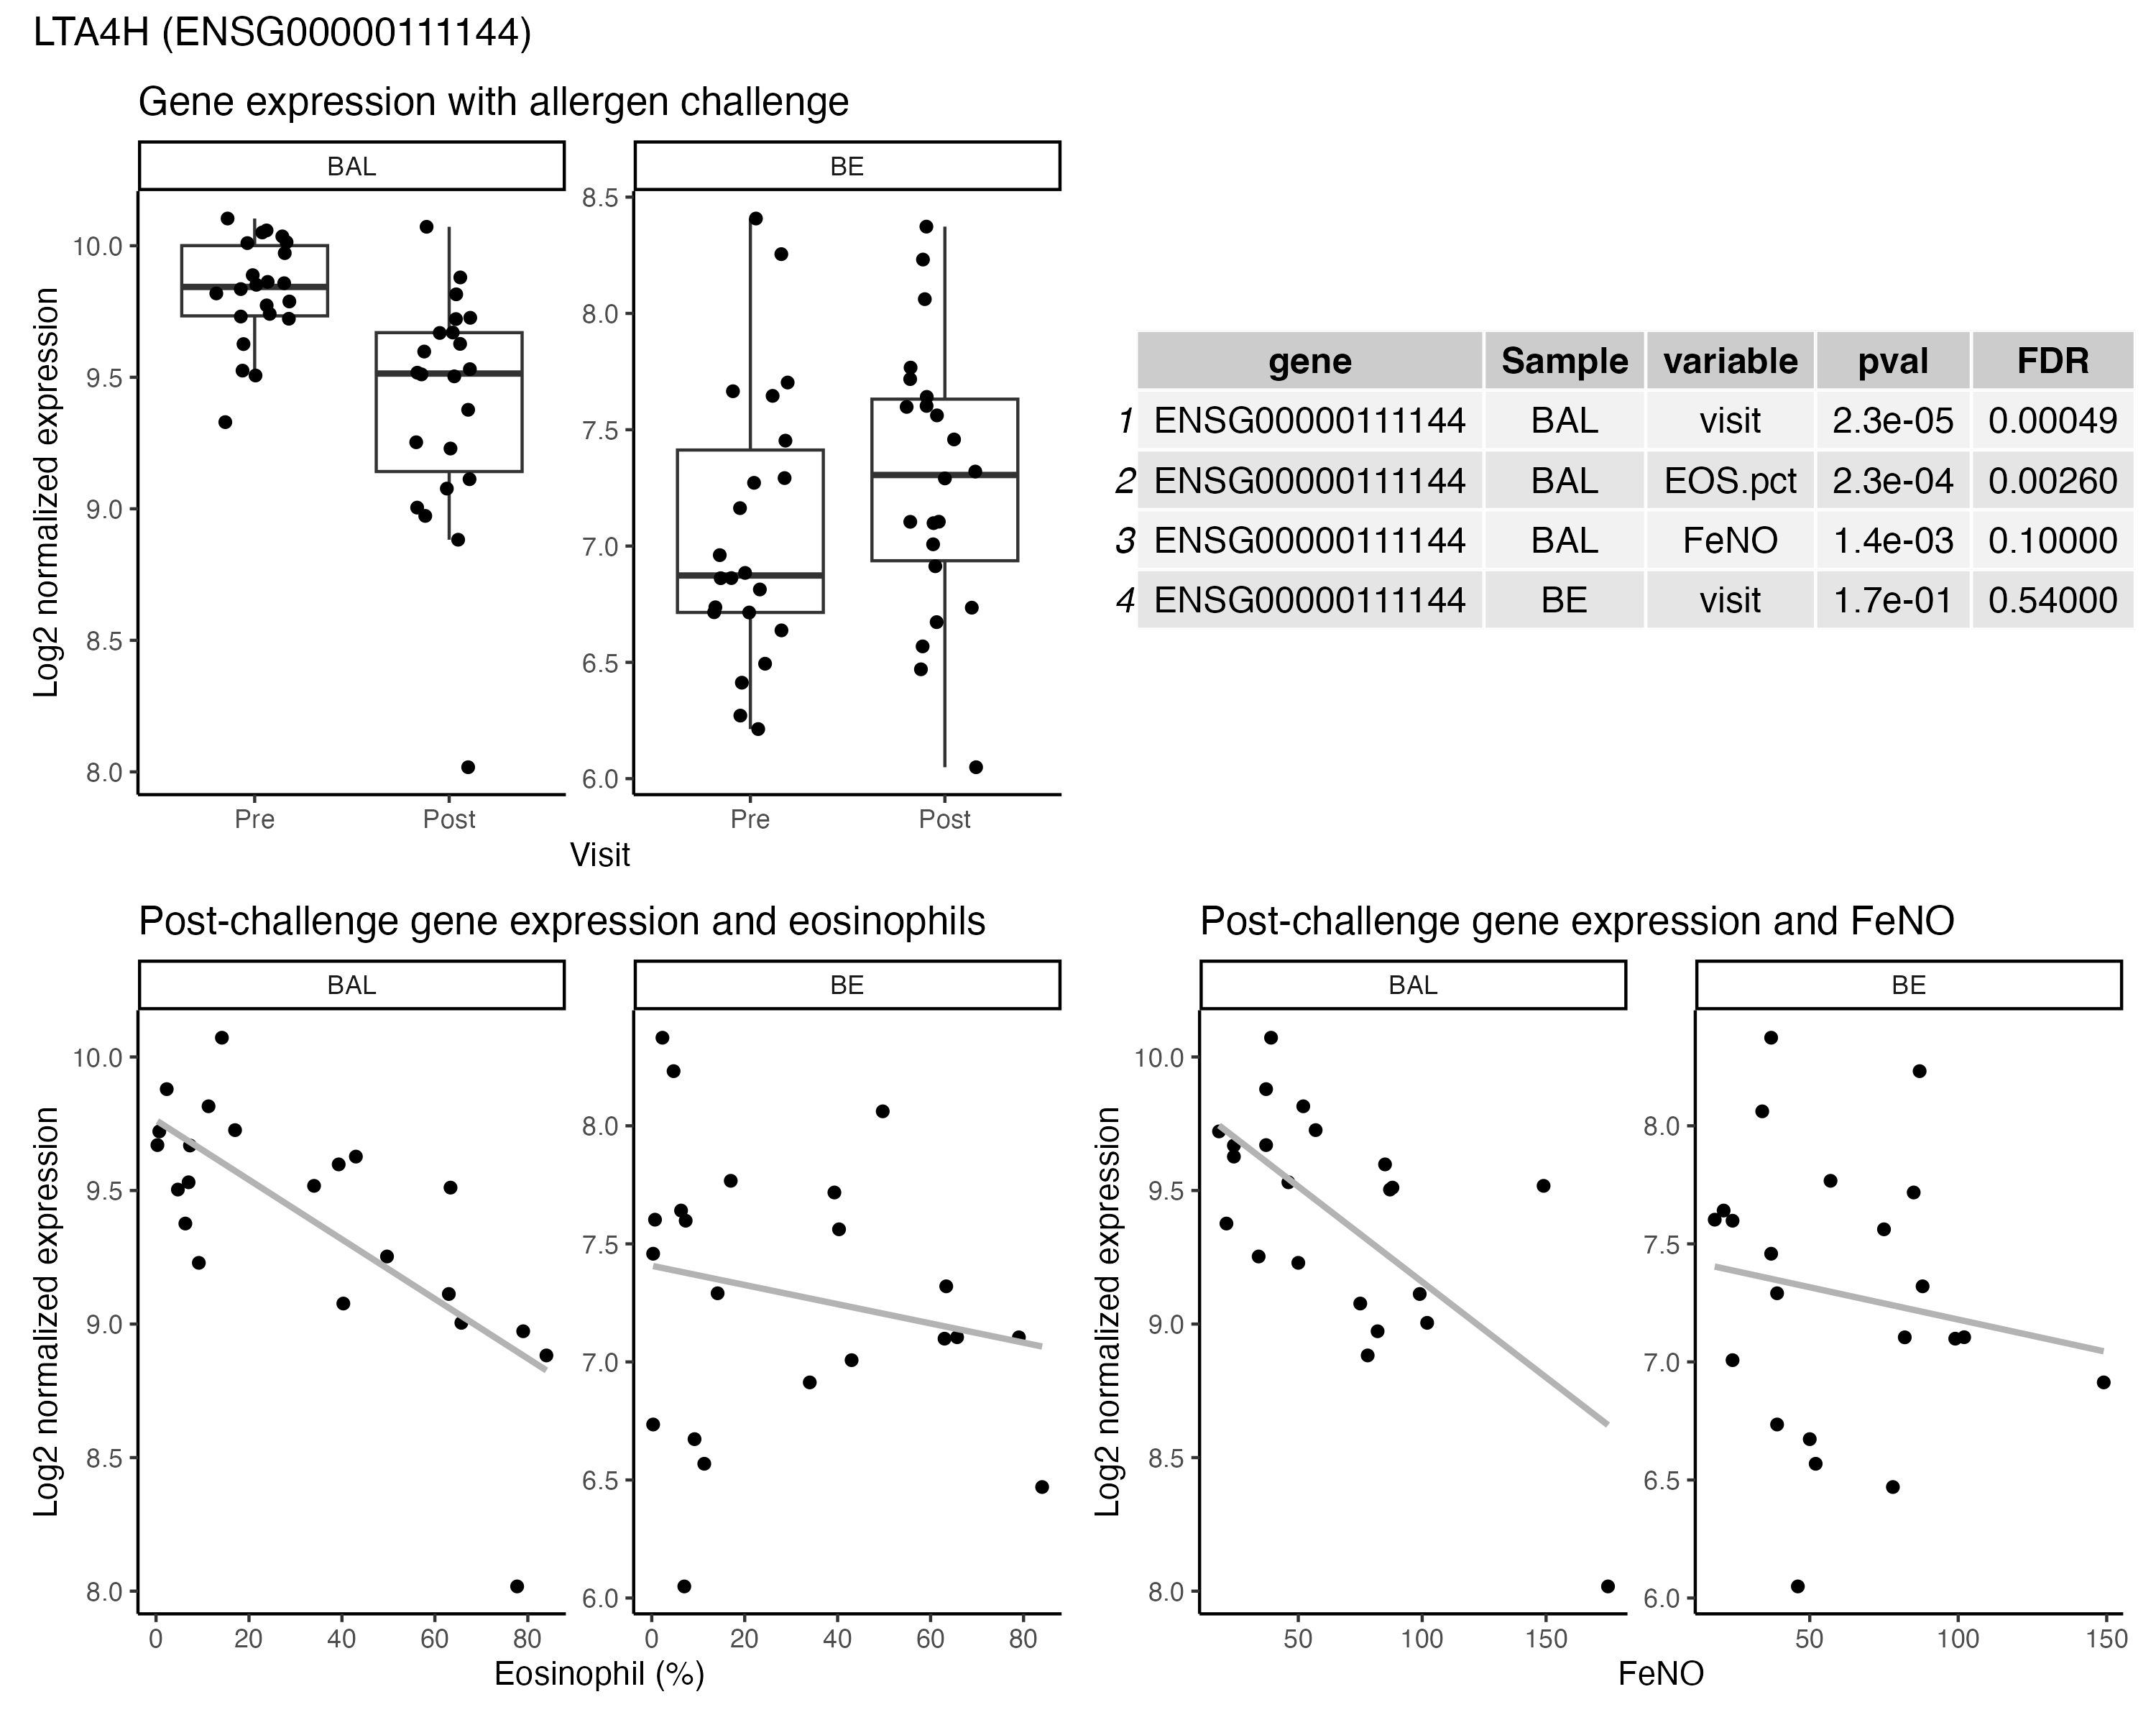 LTA4H (ENSG00000111144)
Gene expression with allergen challenge
BAL
BE
Log2 normalized expression
10.0
9.5
9.0
8.5
8.0
8.5
8.0
7.5
7.0
6.5
6.0
Pre
Post
Pre
Post
Visit
gene Sample variable pval FDR
1 ENSG00000111144 BAL visit 2.3e-05 0.00049
2 ENSG00000111144 BAL EOS.pct 2.3e-04 0.00260
3 ENSG00000111144 BAL FeNO 1.4e-03 0.10000
4 ENSG00000111144 BE visit 1.7e-01 0.54000
Post-challenge gene expression and eosinophils
BAL
BE
Log2 normalized expression
10.0
9.5
9.0
8.5
8.0
8.0
7.5
7.0
6.5
6.0
0 20 40 60 80
0 20 40 60 80
Eosinophil (%)
Post-challenge gene expression and FeNO
BAL
BE
Log2 normalized expression
10.0
9.5
9.0
8.5
8.0
8.0
7.5
7.0
6.5
6.0
50 100 150
50 100 150
FeNO